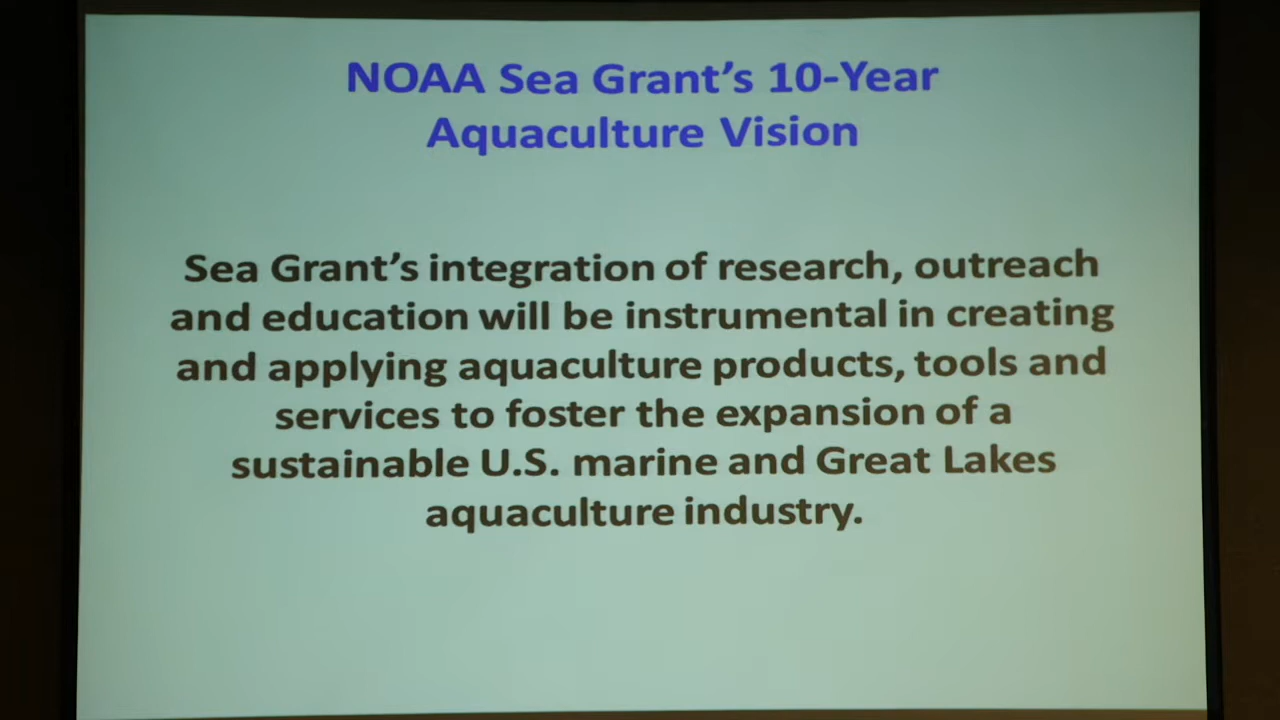 NOAA Sea Grant's 10-Year
Aquaculture Vision
Sea Grant's integration of research, outreach
and education will be instrumental in creating
and applying aquaculture products, tools and
services to foster the expansion of a
sustainable U.S. marine and Great Lakes
aquaculture industry.